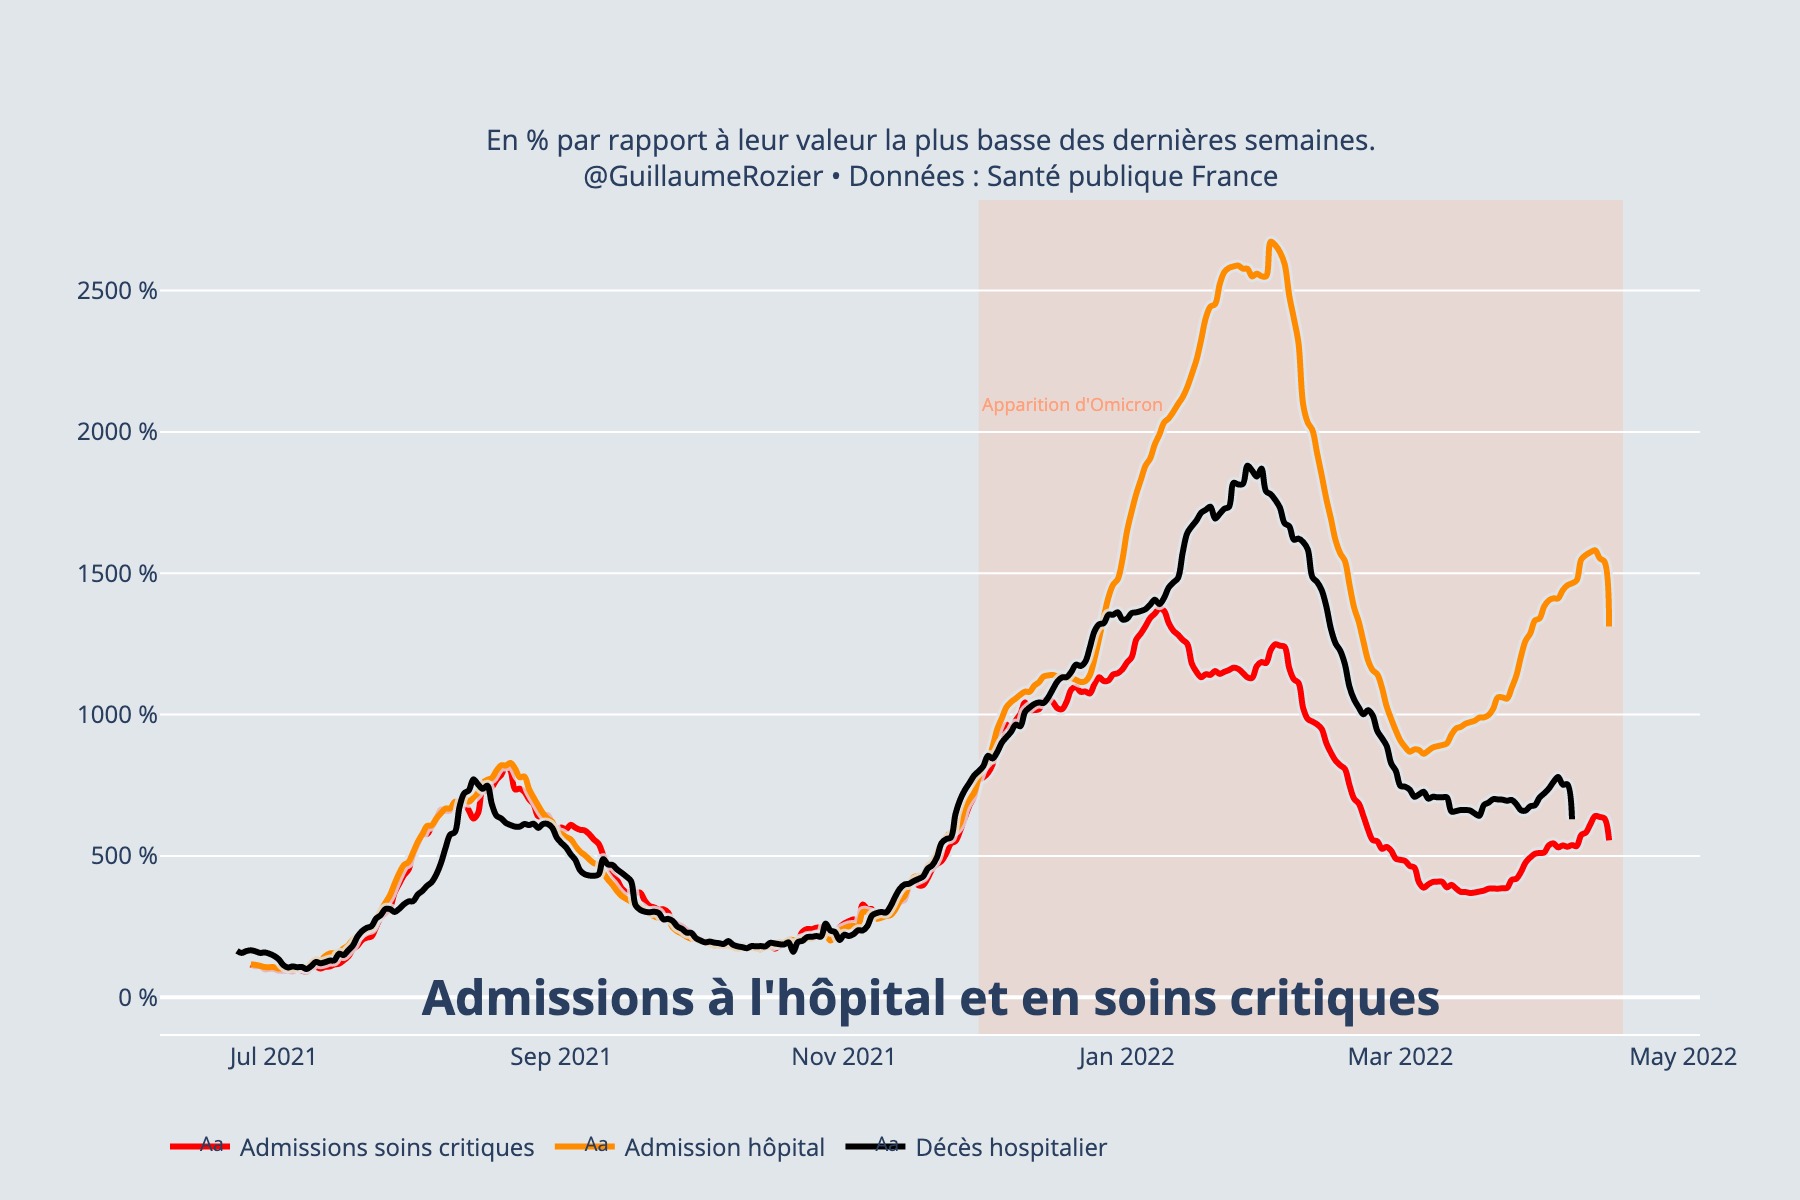 En % par rapport à leur valeur la plus basse des dernières semaines.
@GuillaumeRozier • Données : Santé publique France
2500 %
Apparition d'Omicron
2000 %
1500 %
1000 %
500 %
0 %
Admissions à l'hôpital et en soins critiques
Jul 2021
Sep 2021
Nov 2021
Jan 2022
Mar 2022
May 2022
Aa Admissions soins critiques
Aa Admission hôpital
Aa Décès hospitalier